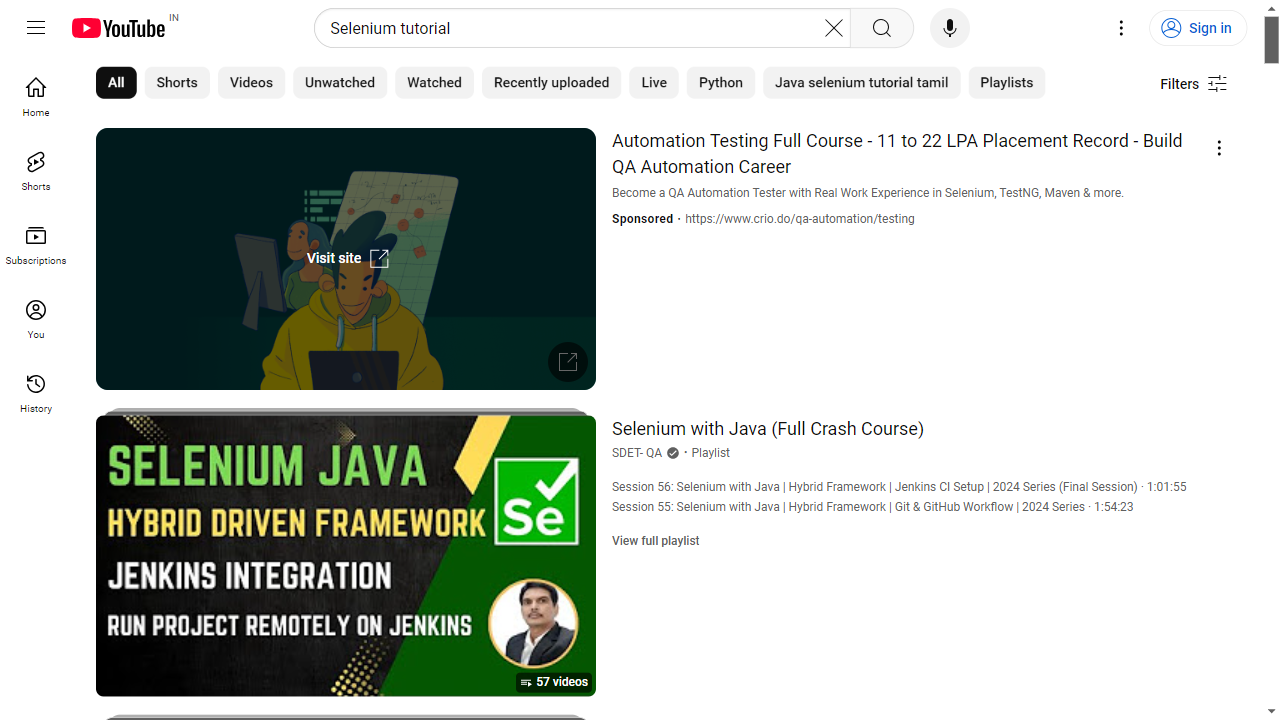 YouTube IN
Selenium tutorial
Sign in
All
Shorts
Videos
Unwatched
Watched
Recently uploaded
Live
Python
Java selenium tutorial tamil
Playlists
Filters
Home
Shorts
Subscriptions
You
History
Visit site
Automation Testing Full Course - 11 to 22 LPA Placement Record - Build
QA Automation Career
Become a QA Automation Tester with Real Work Experience in Selenium, TestNG, Maven & more.
Sponsored · https://www.crio.do/qa-automation/testing
SELENIUM JAVA
HYBRID DRIVEN FRAMEWORK
JENKINS INTEGRATION
RUN PROJECT REMOTELY ON JENKINS
Se
57 videos
Selenium with Java (Full Crash Course)
SDET- QA · Playlist
Session 56: Selenium with Java | Hybrid Framework | Jenkins CI Setup | 2024 Series (Final Session) · 1:01:55
Session 55: Selenium with Java | Hybrid Framework | Git & GitHub Workflow | 2024 Series · 1:54:23
View full playlist